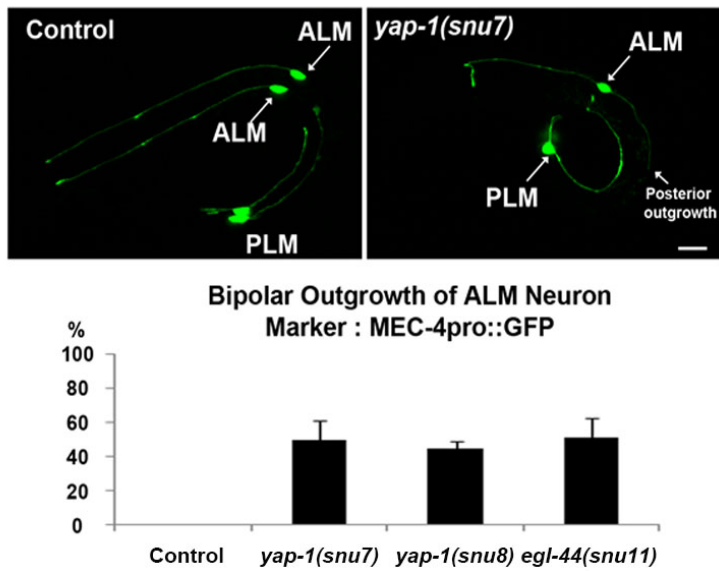 Control
ALM
ALM
PLM
yap-1(snu7)
ALM
PLM
Posterior
outgrowth
Bipolar Outgrowth of ALM Neuron
Marker : MEC-4pro::GFP
%
100
80
60
40
20
0
Control yap-1(snu7) yap-1(snu8) egl-44(snu11)